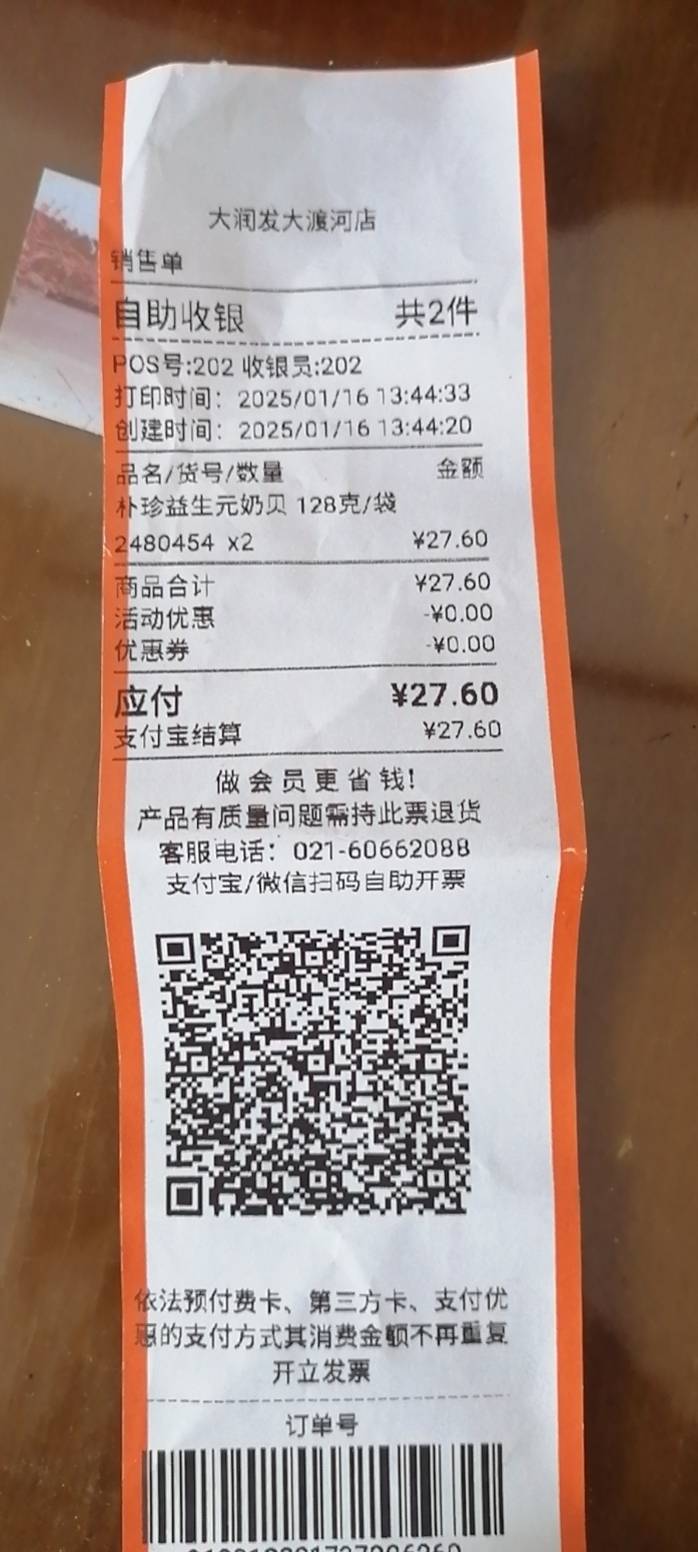 大润发大渡河店
销售单
自助收银 共2件
POS号:202 收银员:202
打印时间: 2025/01/16 13:44:33
创建时间: 2025/01/16 13:44:20
品名/货号/数量 金额
朴珍益生元奶贝 128克/袋
2480454 x2 ¥27.60
商品合计 ¥27.60
活动优惠 -¥0.00
优惠券 -¥0.00
应付 ¥27.60
支付宝结算 ¥27.60
做会员更省钱!
产品有质量问题需持此票退货
客服电话: 021-60662088
支付宝/微信扫码自助开票
依法预付费卡、第三方卡、支付优
惠的支付方式其消费金额不再重复
开立发票
订单号